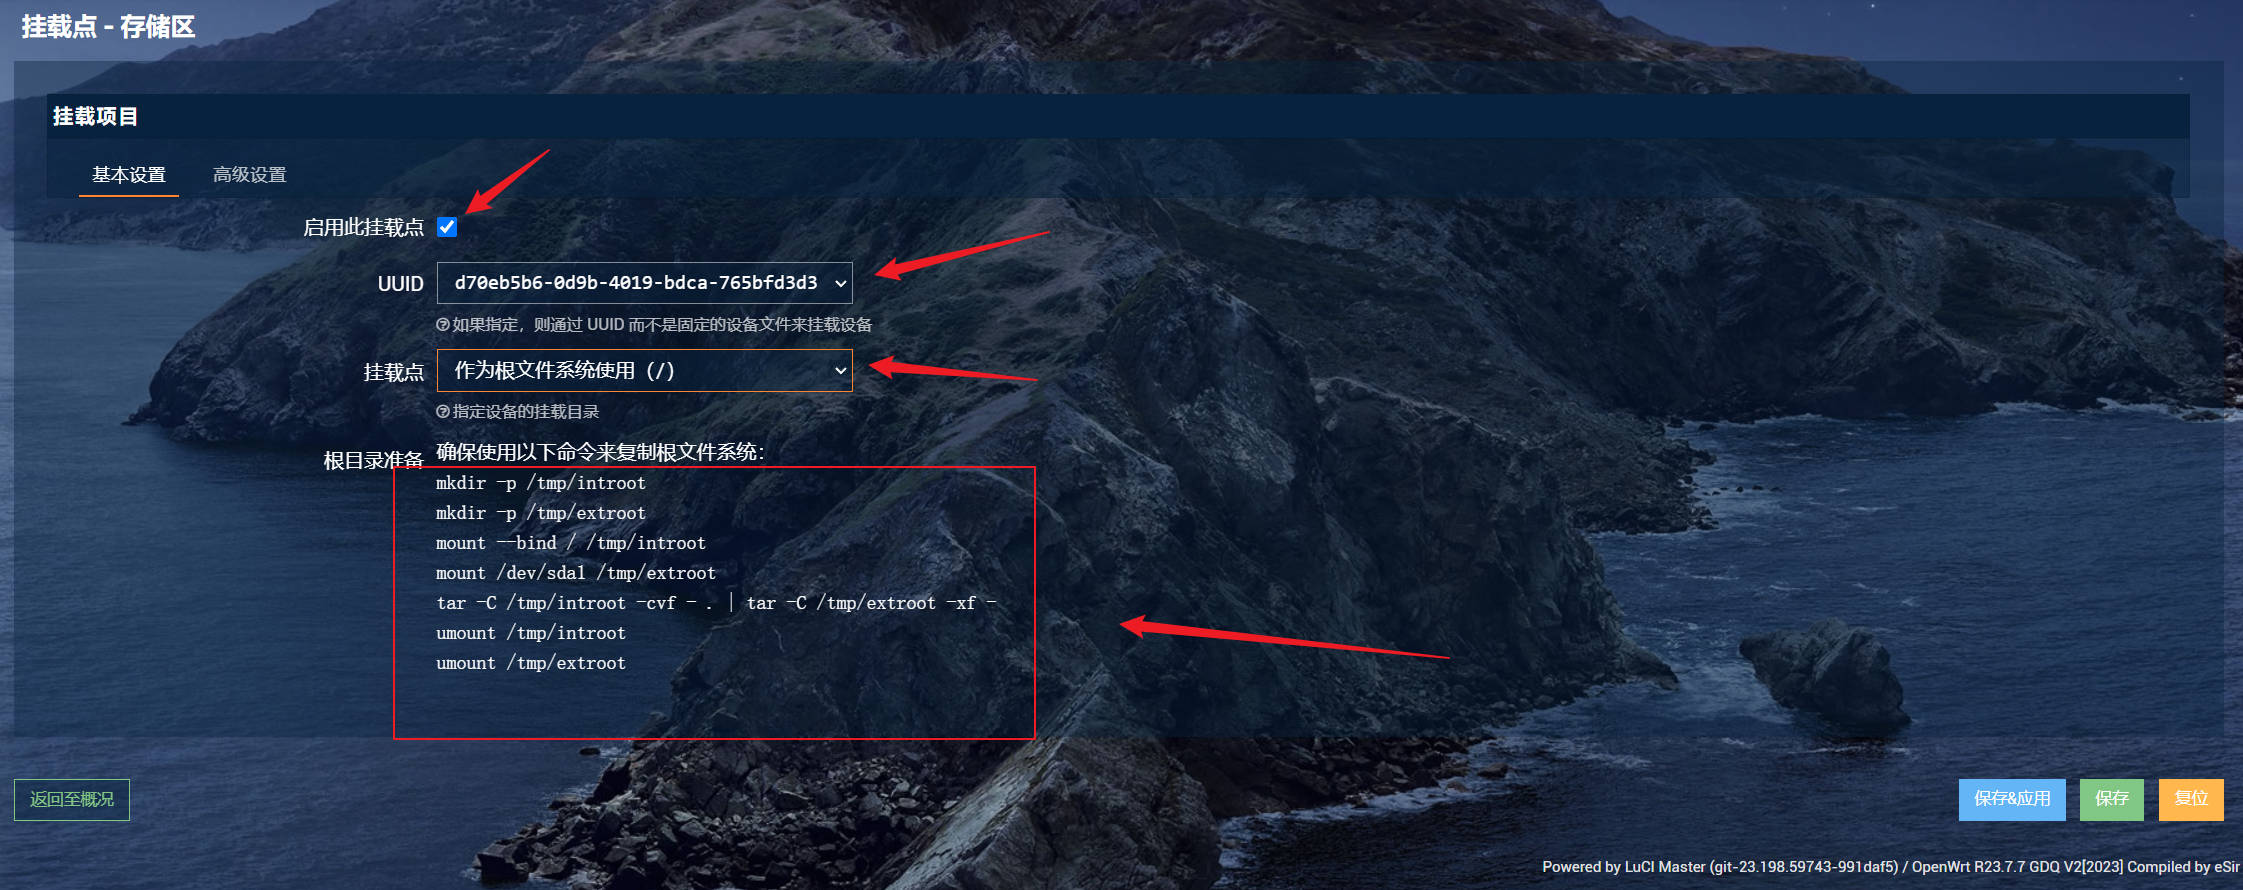 挂载点 - 存储区
挂载项目
基本设置 高级设置
启用此挂载点
UUID d70eb5b6-0d9b-4019-bdca-765bfd3d3
如果指定，则通过 UUID 而不是固定的设备文件来挂载设备
挂载点 作为根文件系统使用（/）
指定设备的挂载目录
根目录准备 确保使用以下命令来复制根文件系统：
mkdir -p /tmp/introot
mkdir -p /tmp/extroot
mount --bind / /tmp/introot
mount /dev/sda1 /tmp/extroot
tar -C /tmp/introot -cvf - . | tar -C /tmp/extroot -xf -
umount /tmp/introot
umount /tmp/extroot
返回至概况 保存&应用 保存 复位
Powered by LuCI Master (git-23.198.59743-991daf5) / OpenWrt R23.7.7 GDQ V2[2023] Compiled by eSir